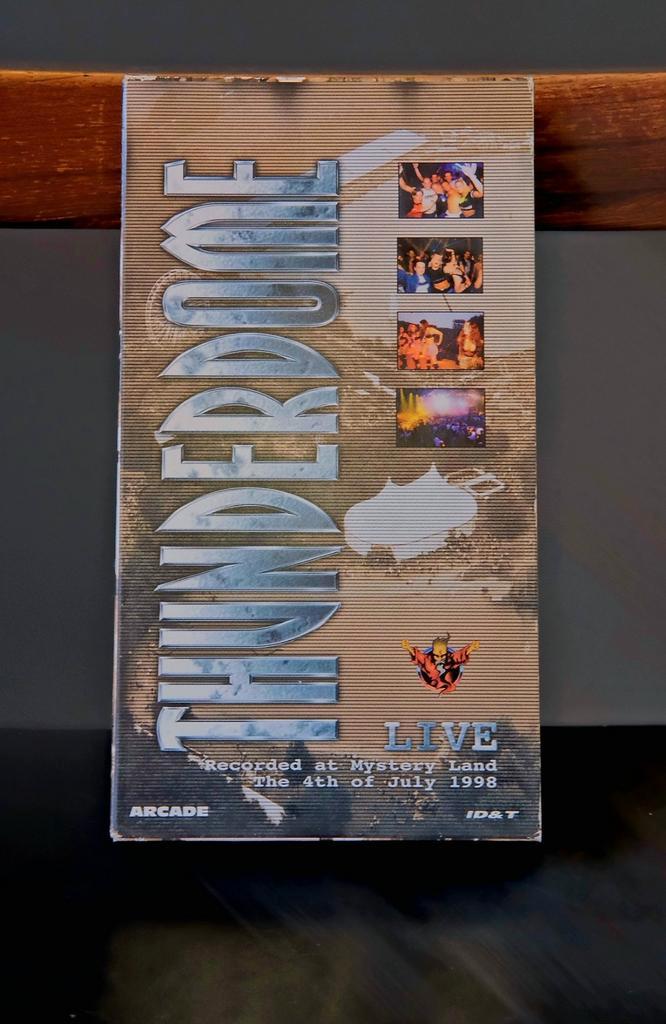 THUNDERDOME
LIVE
Recorded at Mystery Land
The 4th of July 1998
ARCADE
ID&T